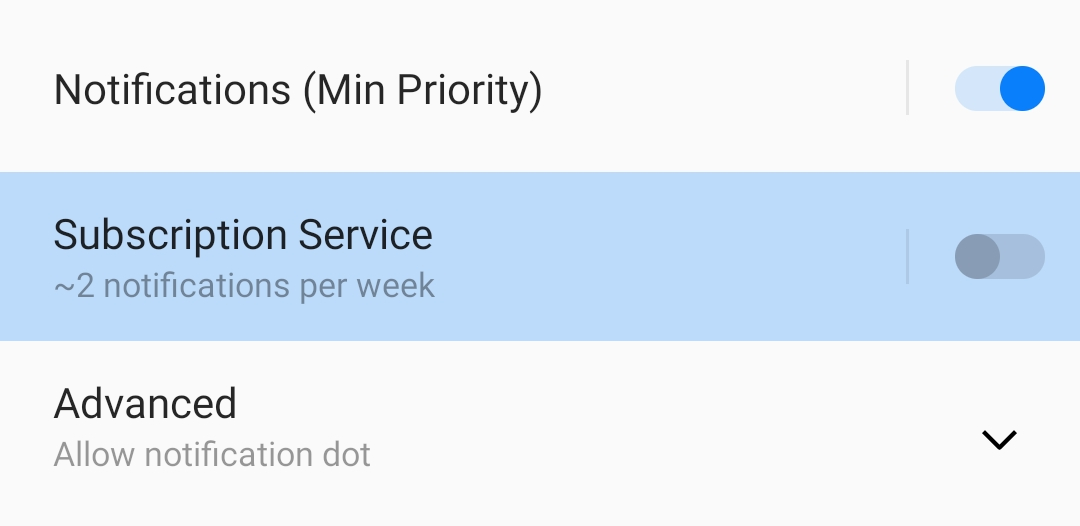 Notifications (Min Priority)
Subscription Service
~2 notifications per week
Advanced
Allow notification dot